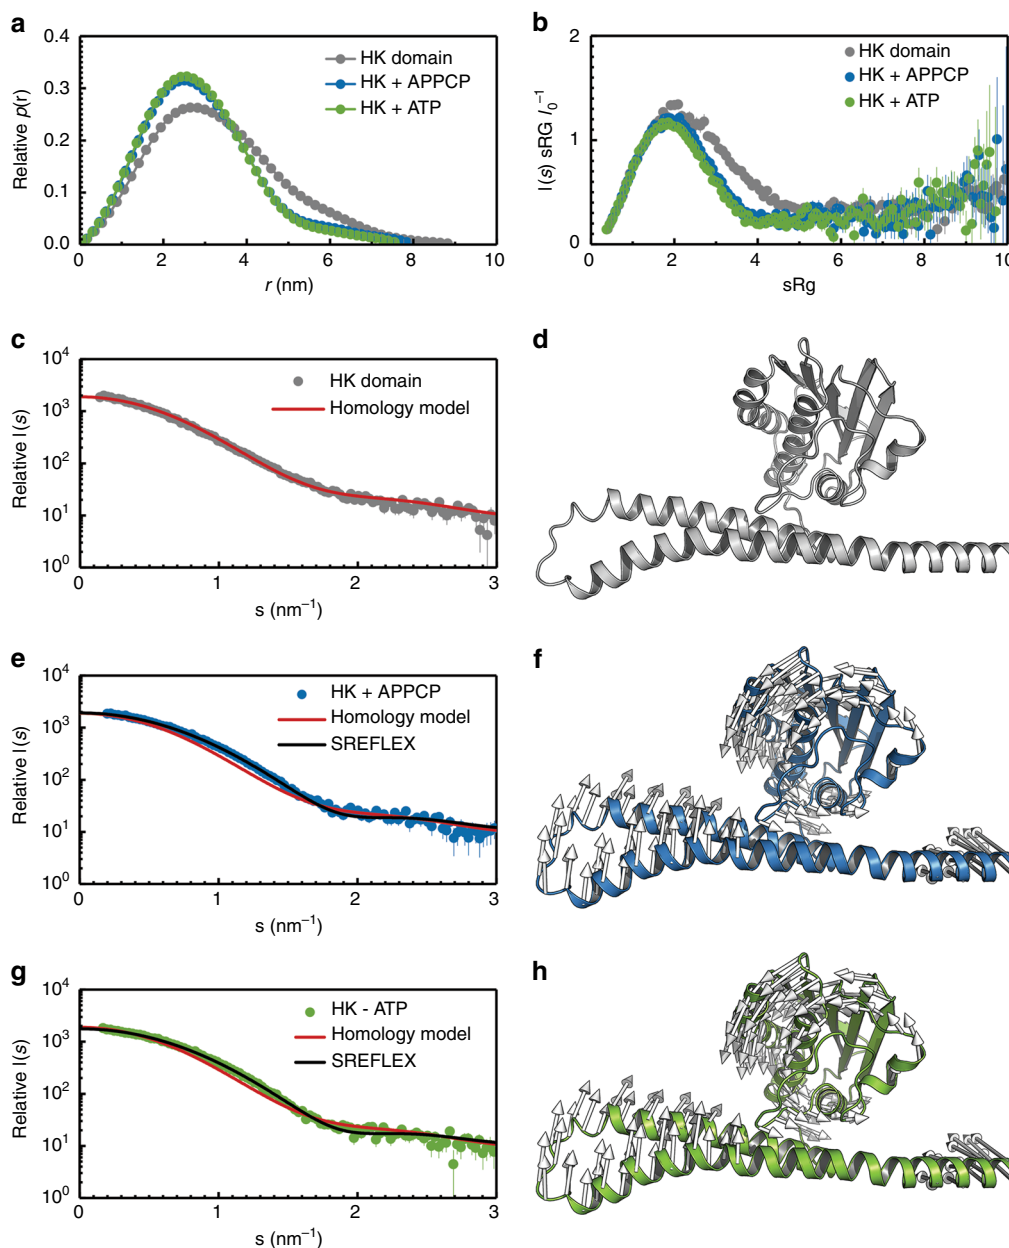 a
0.4
0.3
0.2
0.1
0.0
Relative p(r)
HK domain
HK + APPCP
HK + ATP
0 2 4 6 8 10
r (nm)
b
2
1
0
I(s) sRG I₀⁻¹
HK domain
HK + APPCP
HK + ATP
0 2 4 6 8 10
sRg
c
10⁴
10³
10²
10¹
10⁰
Relative I(s)
HK domain
Homology model
0 1 2 3
s (nm⁻¹)
d
e
10⁴
10³
10²
10¹
10⁰
Relative I(s)
HK + APPCP
Homology model
SREFLEX
0 1 2 3
s (nm⁻¹)
f
g
10⁴
10³
10²
10¹
10⁰
Relative I(s)
HK - ATP
Homology model
SREFLEX
0 1 2 3
s (nm⁻¹)
h